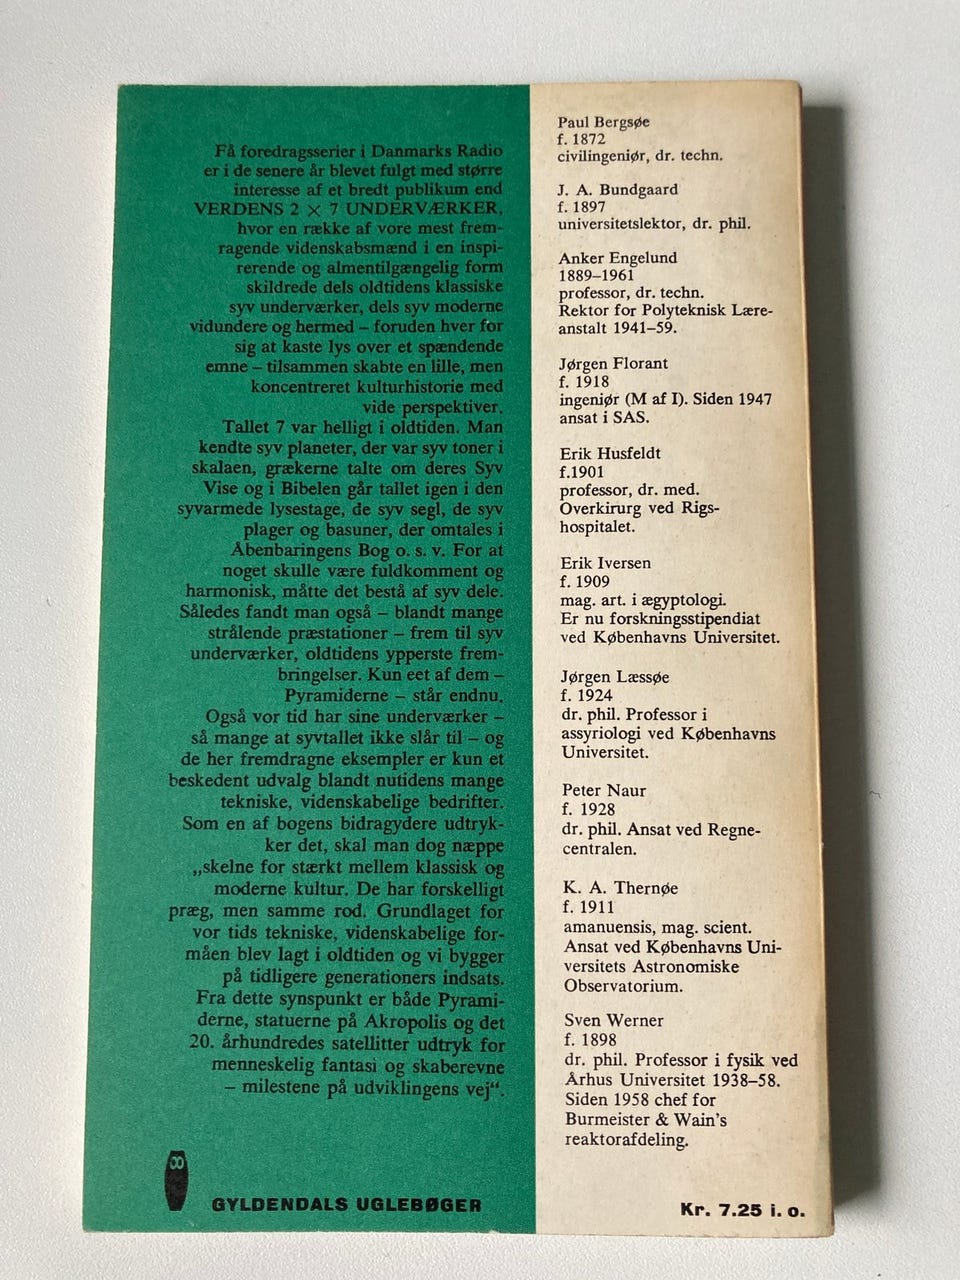 Få foredragsserier i Danmarks Radio
er i de senere år blevet fulgt med større
interesse af et bredt publikum end
VERDENS 2 × 7 UNDERVÆRKER,
hvor en række af vore mest frem-
ragende videnskabsmænd i en inspi-
rerende og almentilgængelig form
skildrede dels oldtidens klassiske
syv underværker, dels syv moderne
vidundere og hermed – foruden hver for
sig at kaste lys over et spændende
emne – tilsammen skabte en lille, men
koncentreret kulturhistorie med
vide perspektiver.
Tallet 7 var helligt i oldtiden. Man
kendte syv planeter, der var syv toner i
skalaen, grækerne talte om deres Syv
Vise og i Bibelen går tallet igen i den
syvarmede lysestage, de syv segl, de syv
plager og basuner, der omtales i
Åbenbaringens Bog o. s. v. For at
noget skulle være fuldkomment og
harmonisk, måtte det bestå af syv dele.
Således fandt man også – blandt mange
strålende præstationer – frem til syv
underværker, oldtidens ypperste frem-
bringelser. Kun eet af dem –
Pyramiderne – står endnu.
Også vor tid har sine underværker –
så mange at syvtallet ikke slår til – og
de her fremdragne eksempler er kun et
beskedent udvalg blandt nutidens mange
tekniske, videnskabelige bedrifter.
Som en af bogens bidragydere udtryk-
ker det, skal man dog næppe
„skelne for stærkt mellem klassisk og
moderne kultur. De har forskelligt
præg, men samme rod. Grundlaget for
vor tids tekniske, videnskabelige for-
måen blev lagt i oldtiden og vi bygger
på tidligere generationers indsats.
Fra dette synspunkt er både Pyrami-
derne, statuerne på Akropolis og det
20. århundredes satellitter udtryk for
menneskelig fantasi og skaberevne
– milestene på udviklingens vej“.
GYLDENDALS UGLEBØGER
Paul Bergsøe
f. 1872
civilingeniør, dr. techn.
J. A. Bundgaard
f. 1897
universitetslektor, dr. phil.
Anker Engelund
1889–1961
professor, dr. techn.
Rektor for Polyteknisk Lære-
anstalt 1941–59.
Jørgen Florant
f. 1918
ingeniør (M af I). Siden 1947
ansat i SAS.
Erik Husfeldt
f.1901
professor, dr. med.
Overkirurg ved Rigs-
hospitalet.
Erik Iversen
f. 1909
mag. art. i ægyptologi.
Er nu forskningsstipendiat
ved Københavns Universitet.
Jørgen Læssøe
f. 1924
dr. phil. Professor i
assyriologi ved Københavns
Universitet.
Peter Naur
f. 1928
dr. phil. Ansat ved Regne-
centralen.
K. A. Thernøe
f. 1911
amanuensis, mag. scient.
Ansat ved Københavns Uni-
versitets Astronomiske
Observatorium.
Sven Werner
f. 1898
dr. phil. Professor i fysik ved
Århus Universitet 1938–58.
Siden 1958 chef for
Burmeister & Wain's
reaktorafdeling.
Kr. 7.25 i. o.